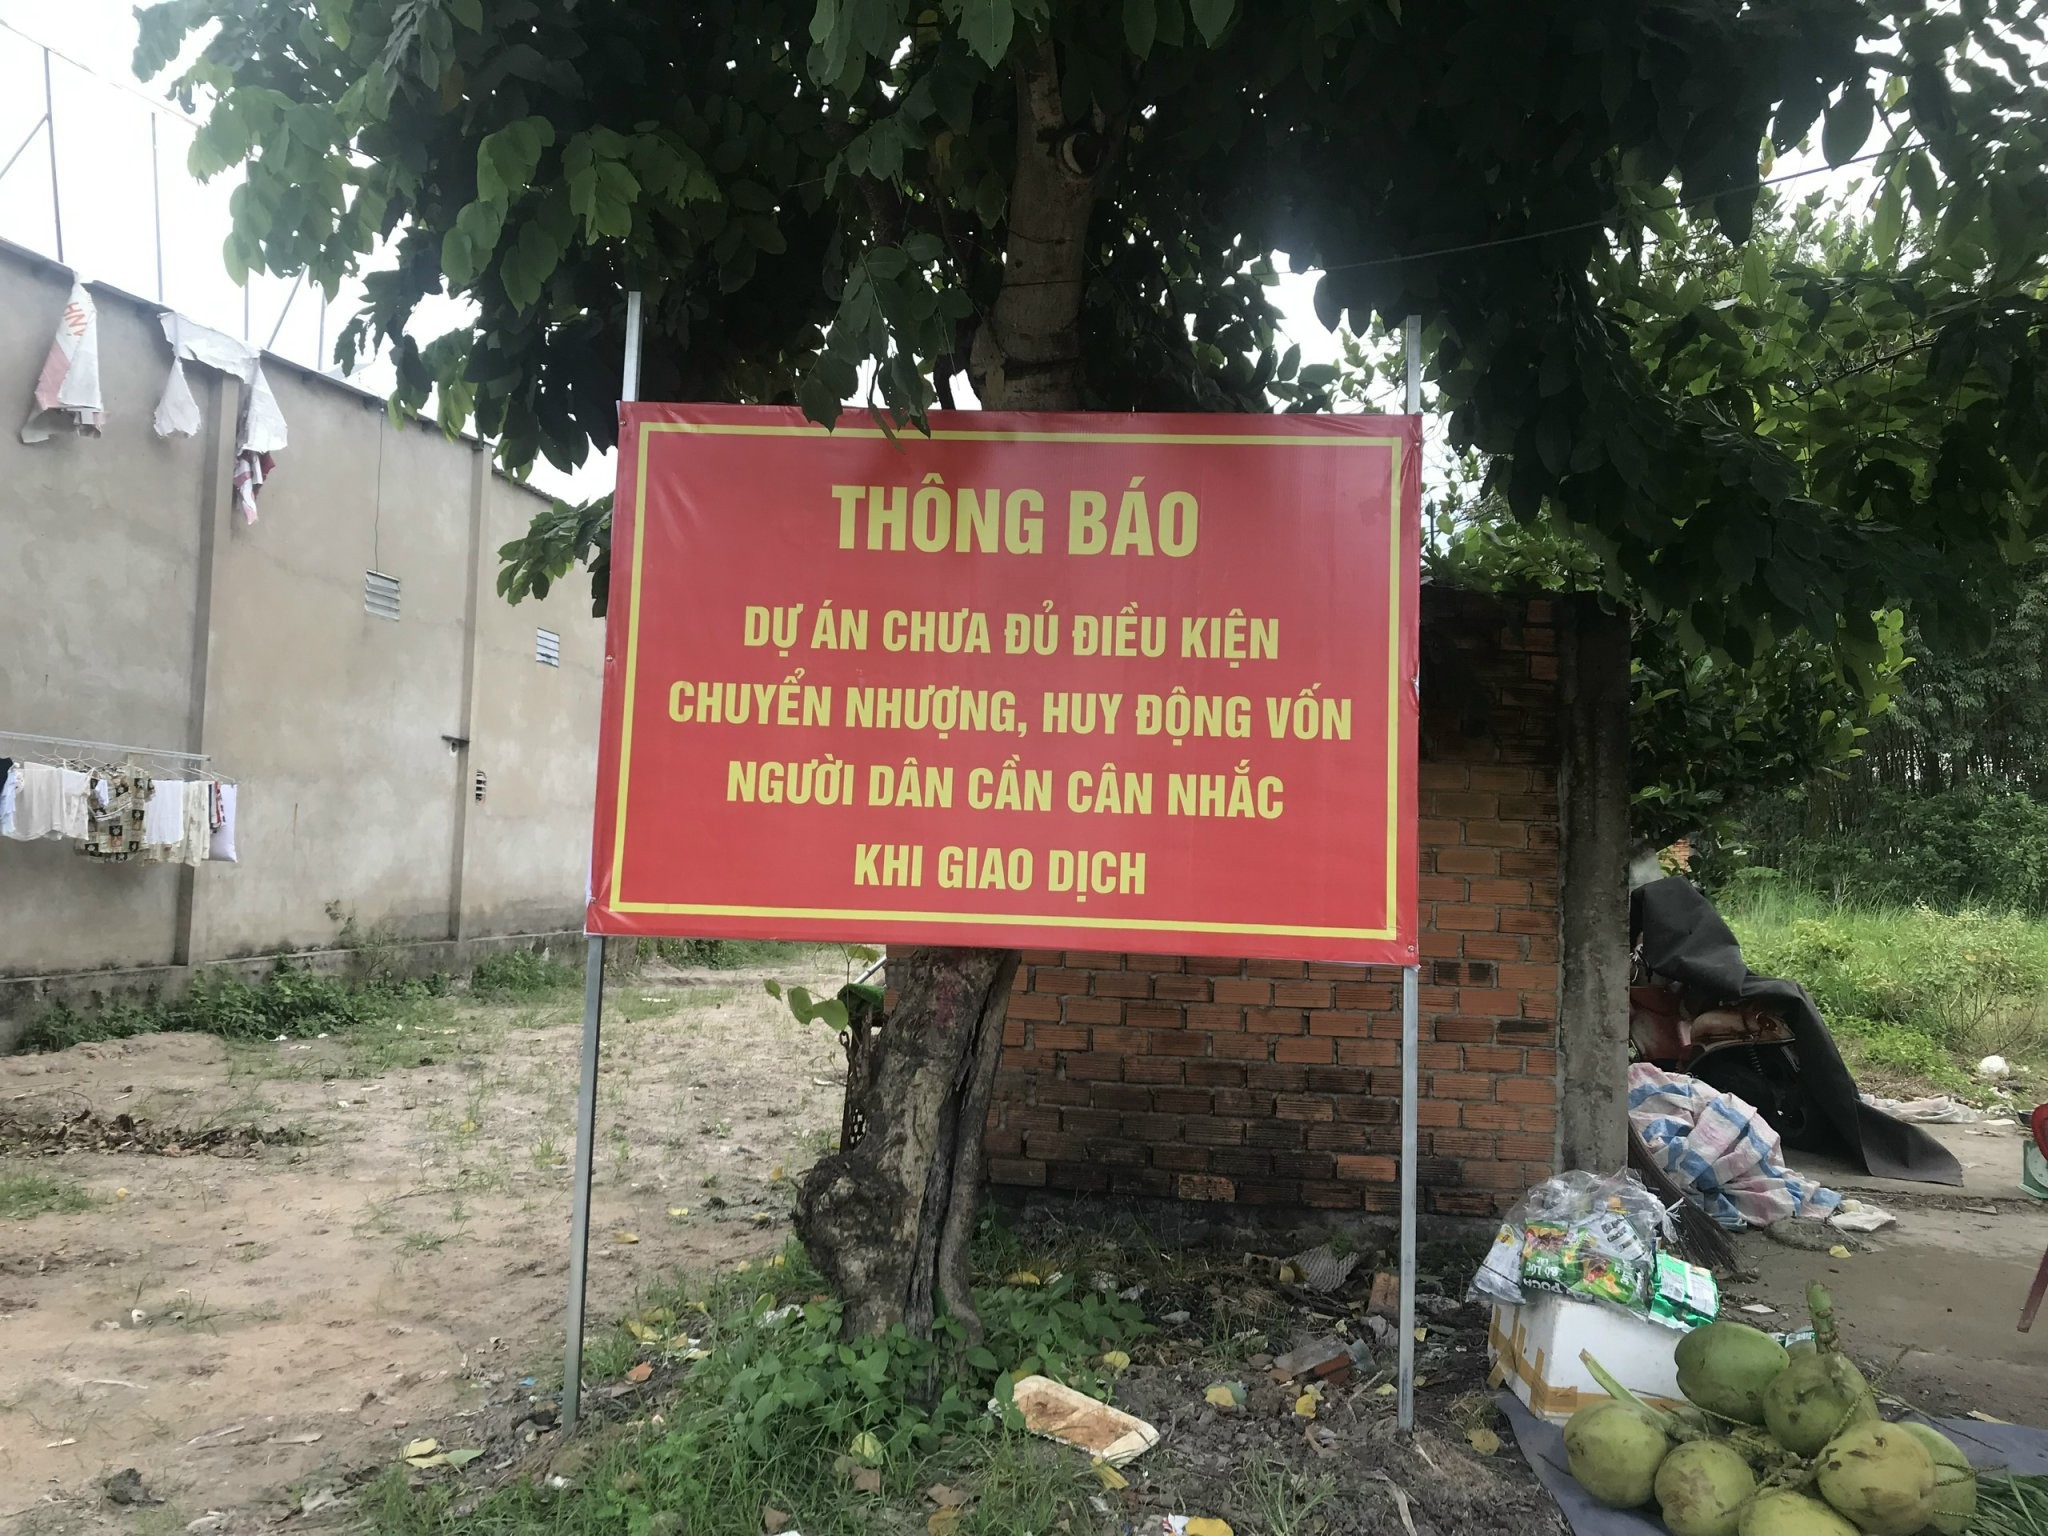 THÔNG BÁO
DỰ ÁN CHƯA ĐỦ ĐIỀU KIỆN
CHUYỂN NHƯỢNG, HUY ĐỘNG VỐN
NGƯỜI DÂN CẦN CÂN NHẮC
KHI GIAO DỊCH